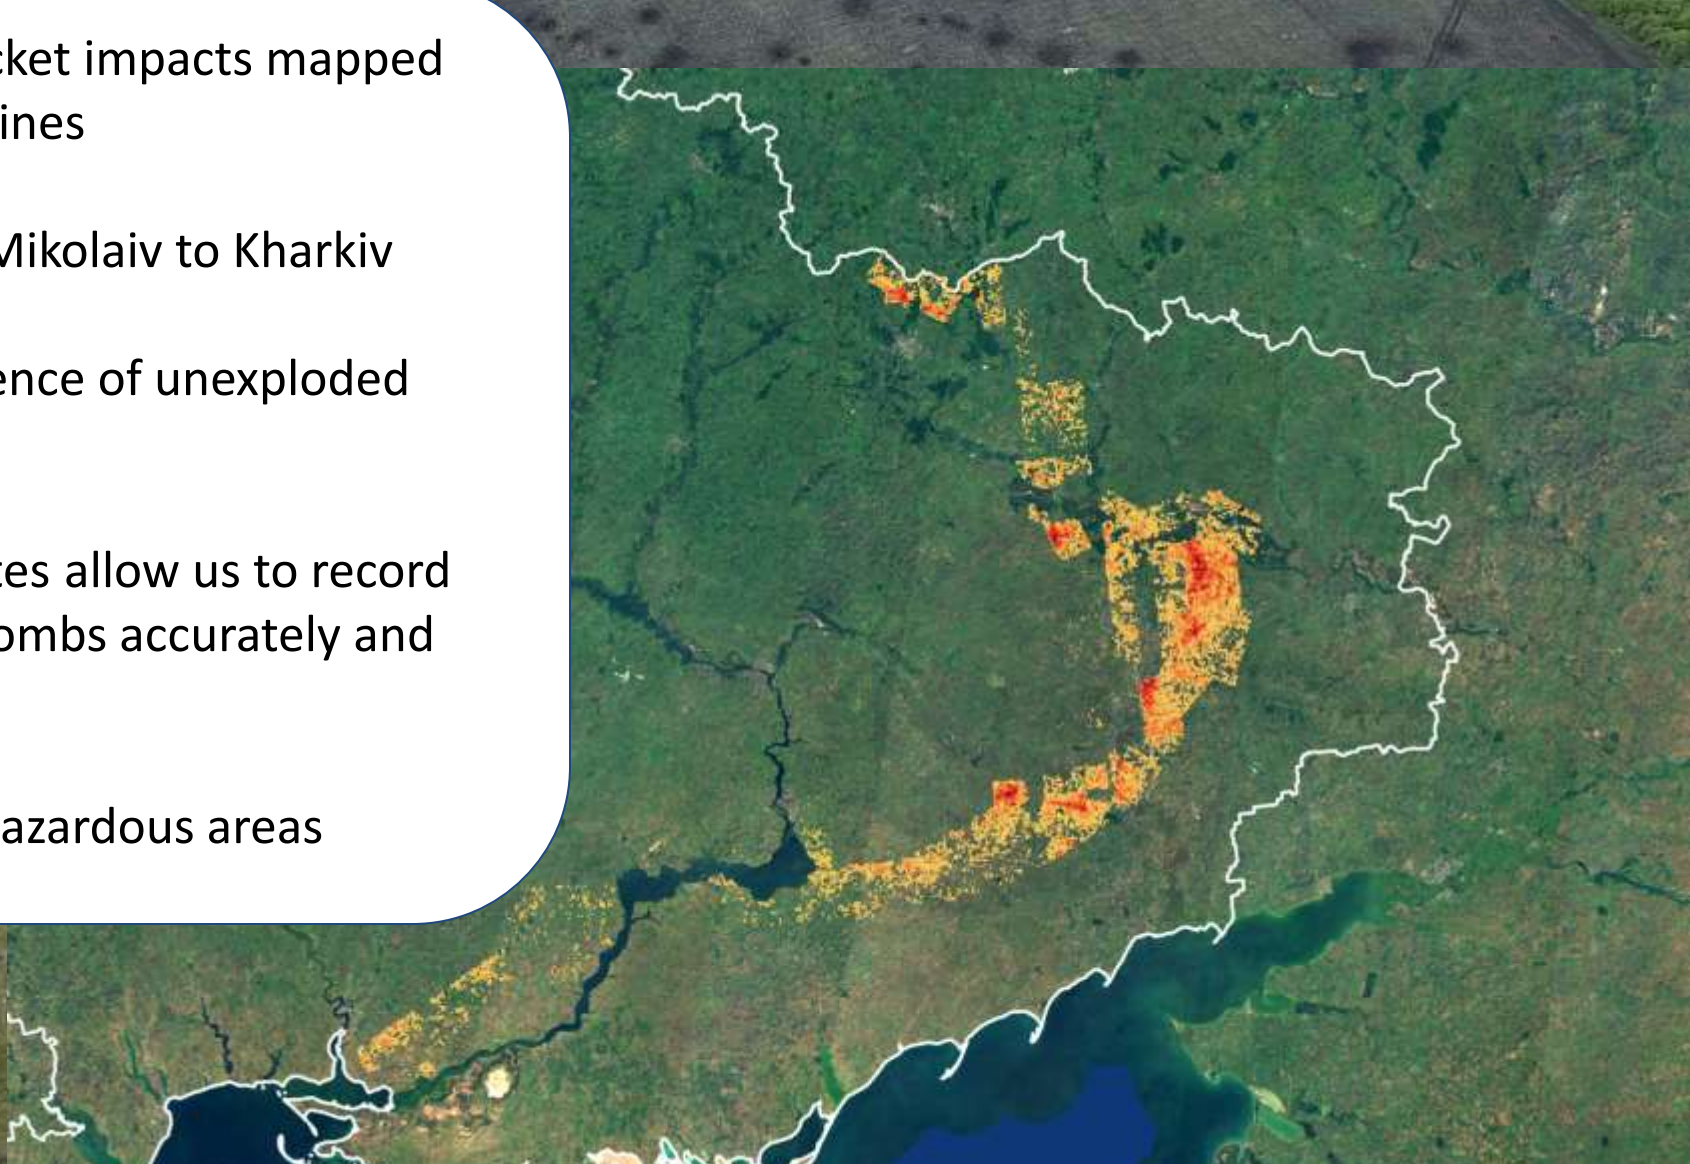 cket impacts mapped
ines
Mikolaiv to Kharkiv
ence of unexploded
tes allow us to record
ombs accurately and
azardous areas